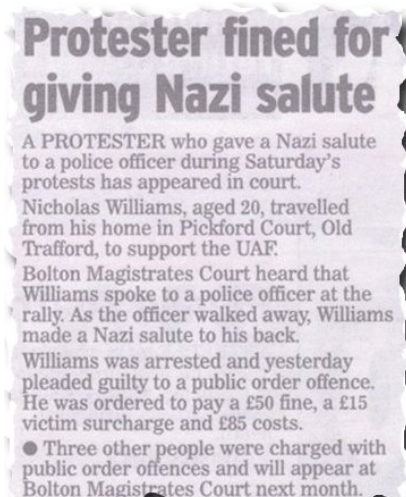 Protester fined for
giving Nazi salute
A PROTESTER who gave a Nazi salute
to a police officer during Saturday's
protests has appeared in court.
Nicholas Williams, aged 20, travelled
from his home in Pickford Court, Old
Trafford, to support the UAF.
Bolton Magistrates Court heard that
Williams spoke to a police officer at the
rally. As the officer walked away, Williams
made a Nazi salute to his back.
Williams was arrested and yesterday
pleaded guilty to a public order offence.
He was ordered to pay a £50 fine, a £15
victim surcharge and £85 costs.
● Three other people were charged with
public order offences and will appear at
Bolton Magistrates Court next month.